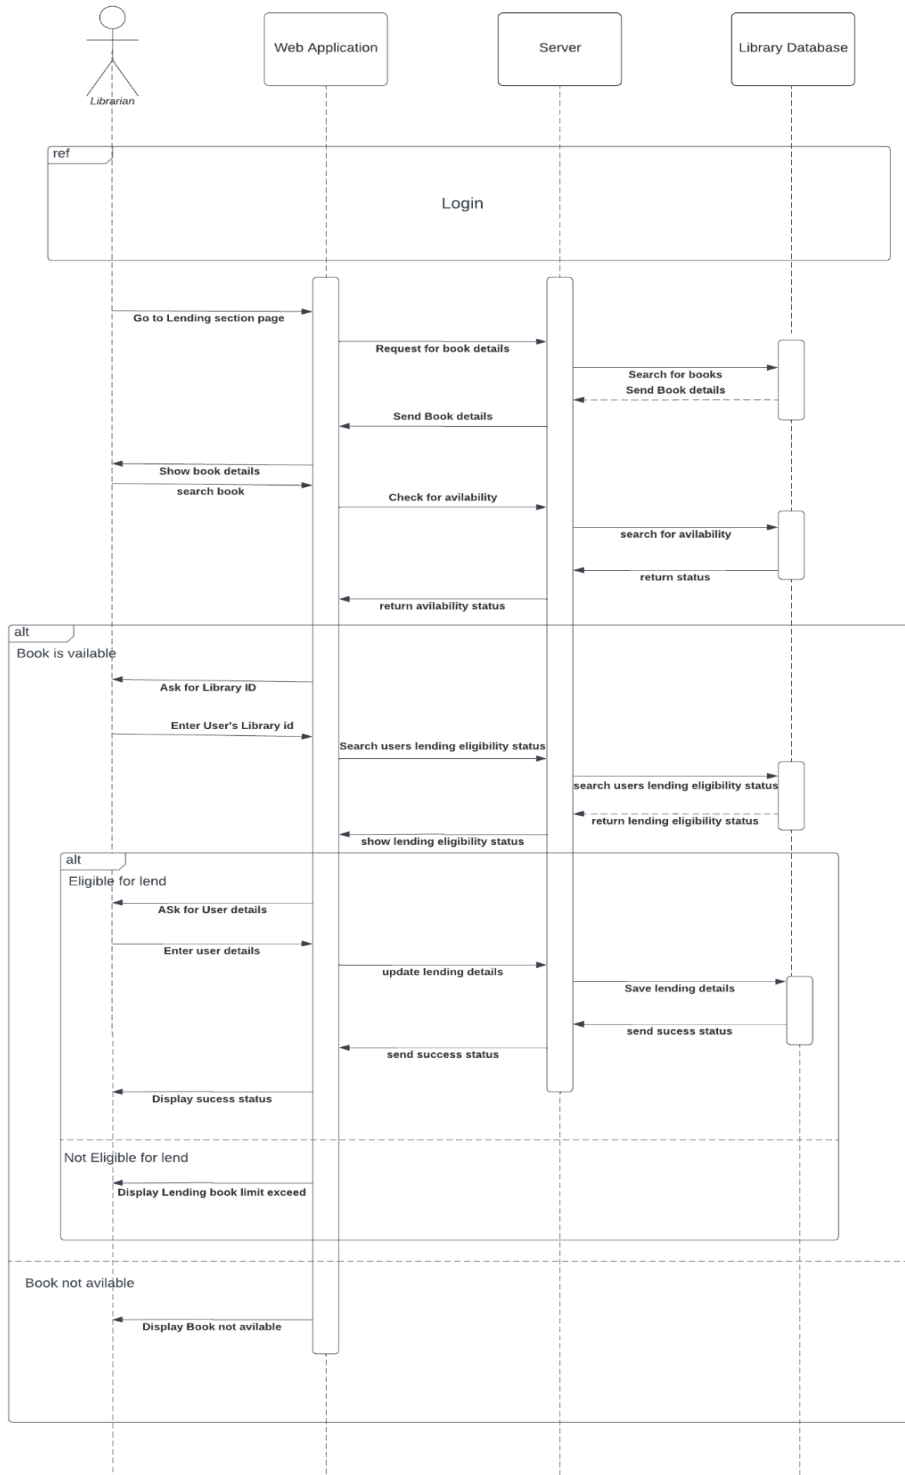 Librarian
Web Application
Server
Library Database
ref
Login
Go to Lending section page
Request for book details
Search for books
Send Book details
Send Book details
Show book details
search book
Check for avilability
search for avilability
return status
return avilability status
alt
Book is vailable
Ask for Library ID
Enter User's Library id
Search users lending eligibility status
search users lending eligibility status
return lending eligibility status
show lending eligibility status
alt
Eligible for lend
ASk for User details
Enter user details
update lending details
Save lending details
send sucess status
send success status
Display sucess status
Not Eligible for lend
Display Lending book limit exceed
Book not avilable
Display Book not avilable